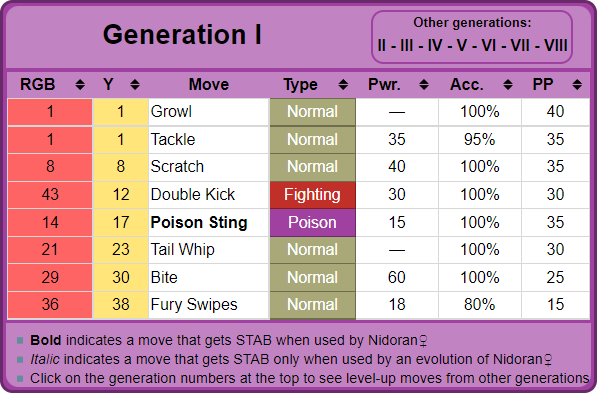 Generation I
Other generations:
II - III - IV - V - VI - VII - VIII
RGB Y Move Type Pwr. Acc. PP
1 1 Growl Normal — 100% 40
1 1 Tackle Normal 35 95% 35
8 8 Scratch Normal 40 100% 35
43 12 Double Kick Fighting 30 100% 30
14 17 Poison Sting Poison 15 100% 35
21 23 Tail Whip Normal — 100% 30
29 30 Bite Normal 60 100% 25
36 38 Fury Swipes Normal 18 80% 15
Bold indicates a move that gets STAB when used by Nidoran♀
Italic indicates a move that gets STAB only when used by an evolution of Nidoran♀
Click on the generation numbers at the top to see level-up moves from other generations